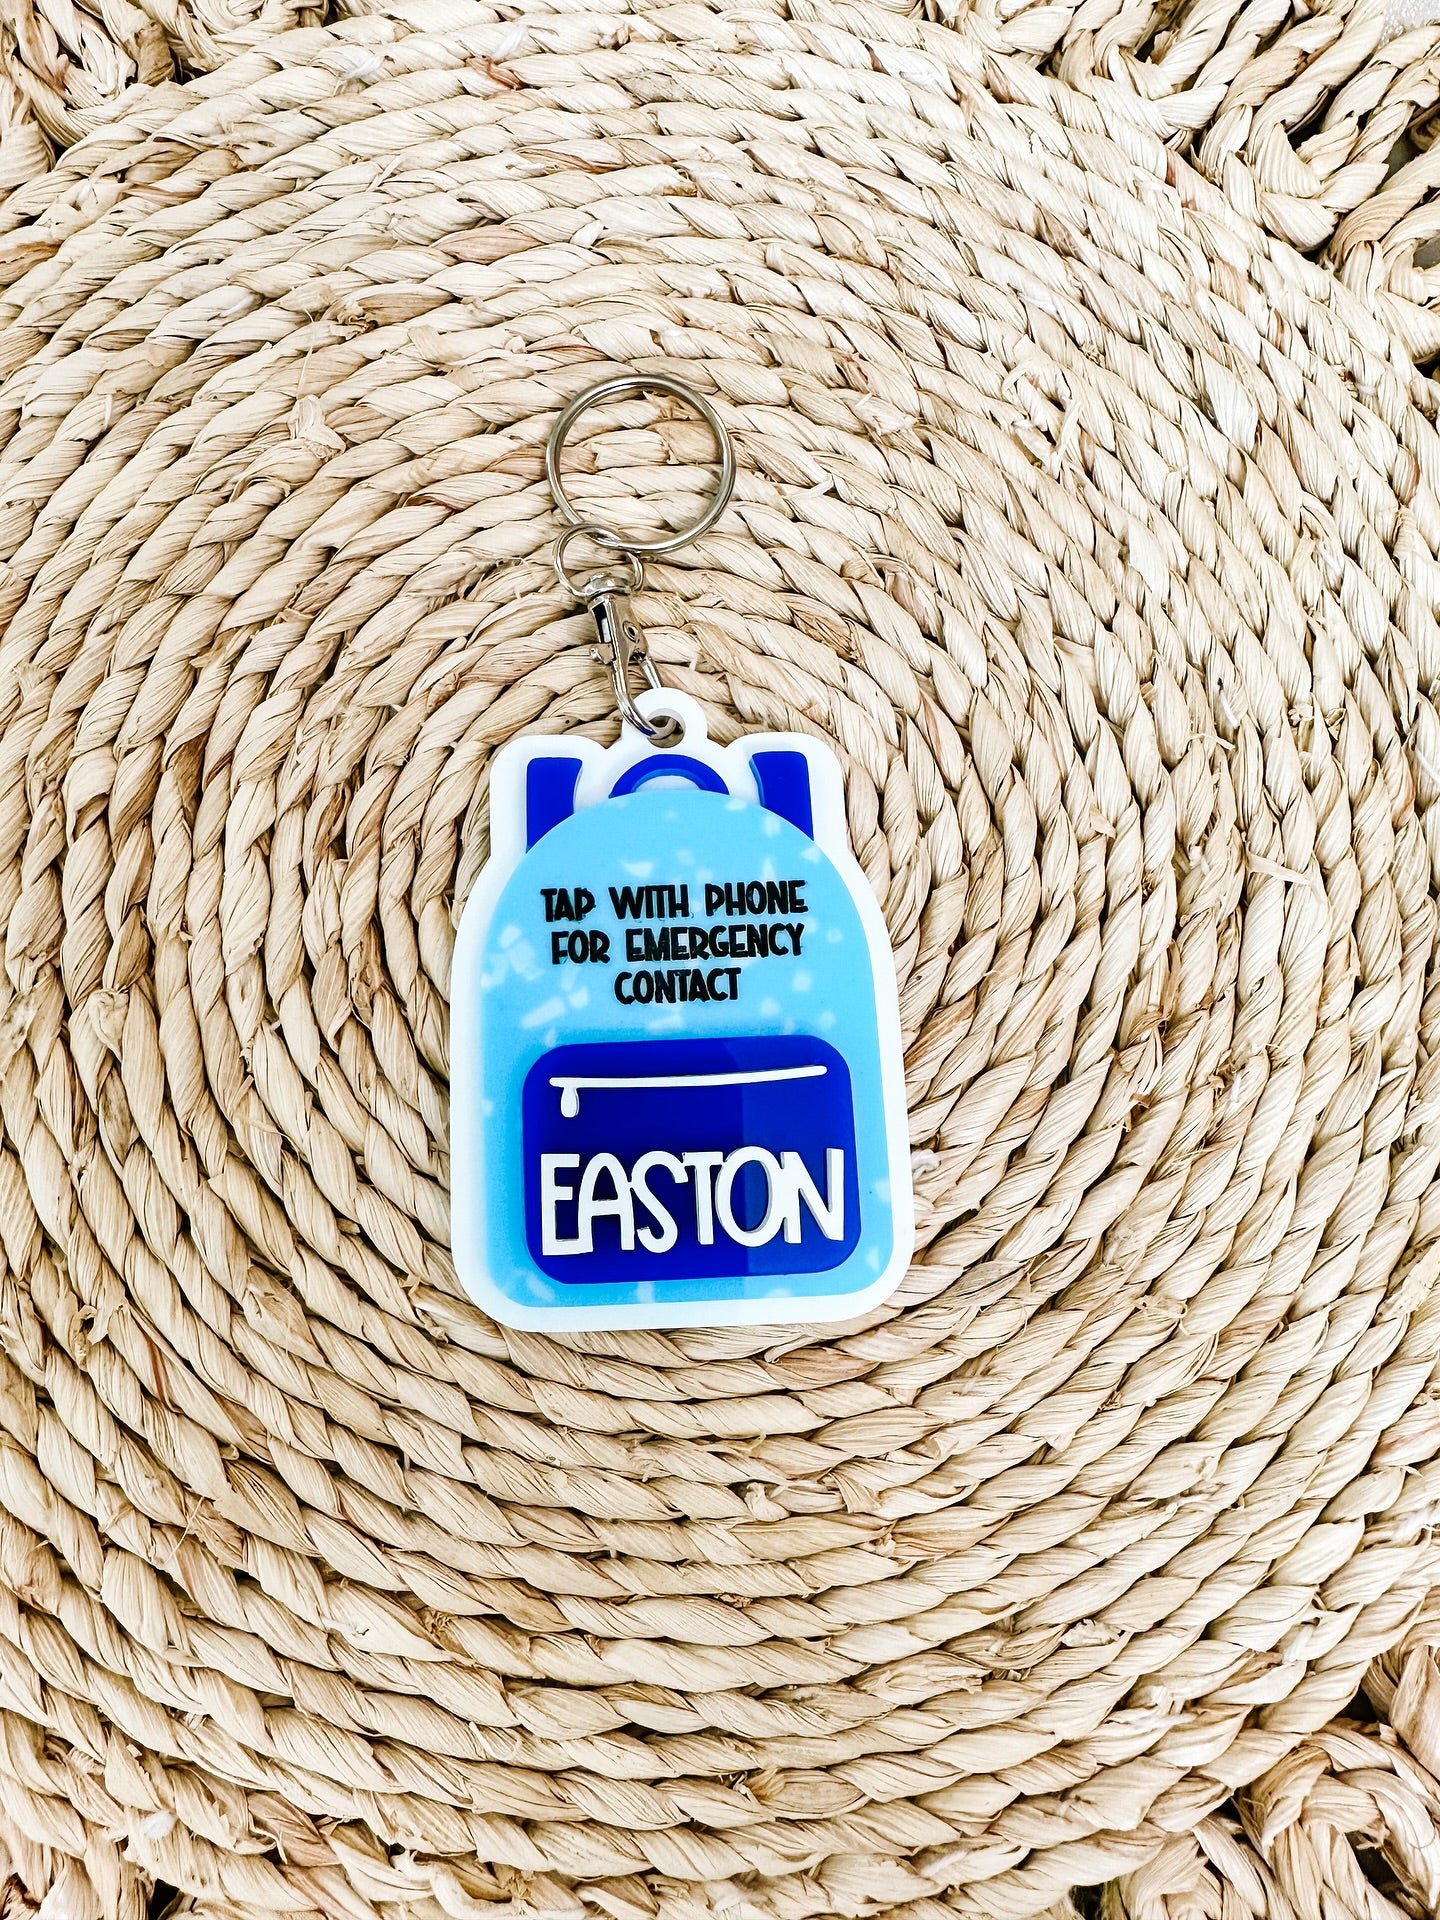 TAP WITH PHONE
FOR EMERGENCY
CONTACT
EASTON